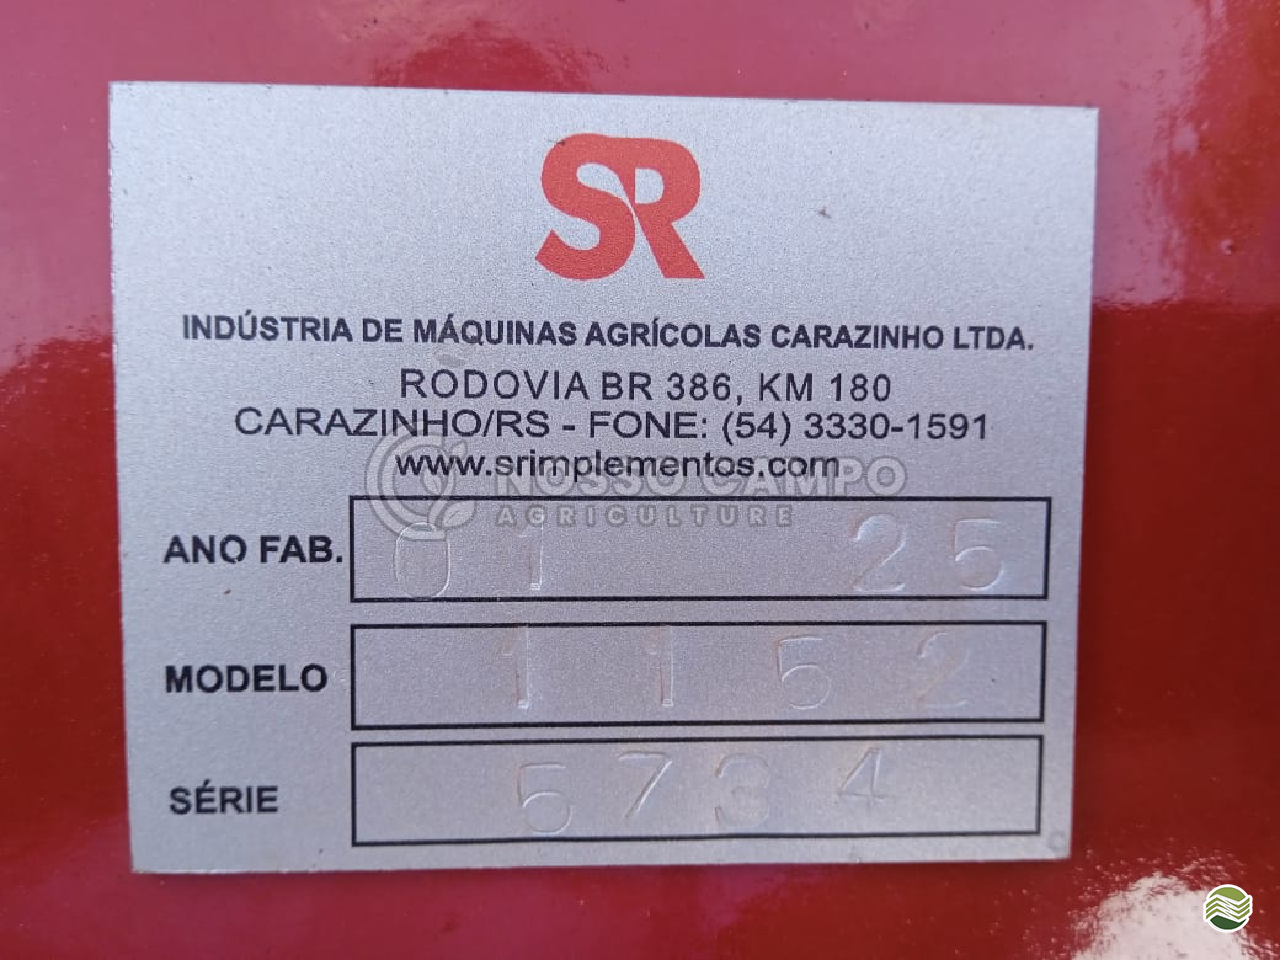 SR
INDÚSTRIA DE MÁQUINAS AGRÍCOLAS CARAZINHO LTDA.
RODOVIA BR 386, KM 180
CARAZINHO/RS - FONE: (54) 3330-1591
www.srimplementos.com
NOSSO CAMPO
AGRICULTURE
ANO FAB. 01 25
MODELO 1152
SÉRIE 5734